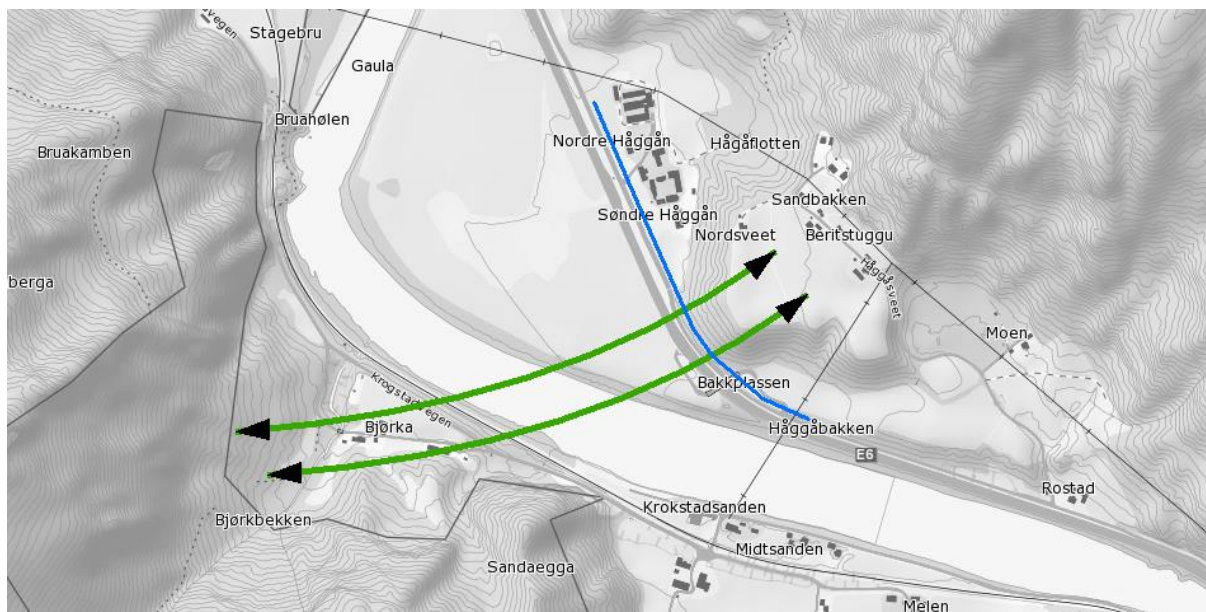 Stagebru
Gaula
Bruahølen
Bruakamben
Nordre Håggån
Hågåflotten
Sandbakken
Søndre Håggån
Nordsveet
Beritstuggu
Håggåsveet
berga
Moen
Bakkplassen
Krogstadvegen
Bjørka
Håggåbakken
E6
Rostad
Krokstadsanden
Bjørkbekken
Midtsanden
Sandaegga
Melen